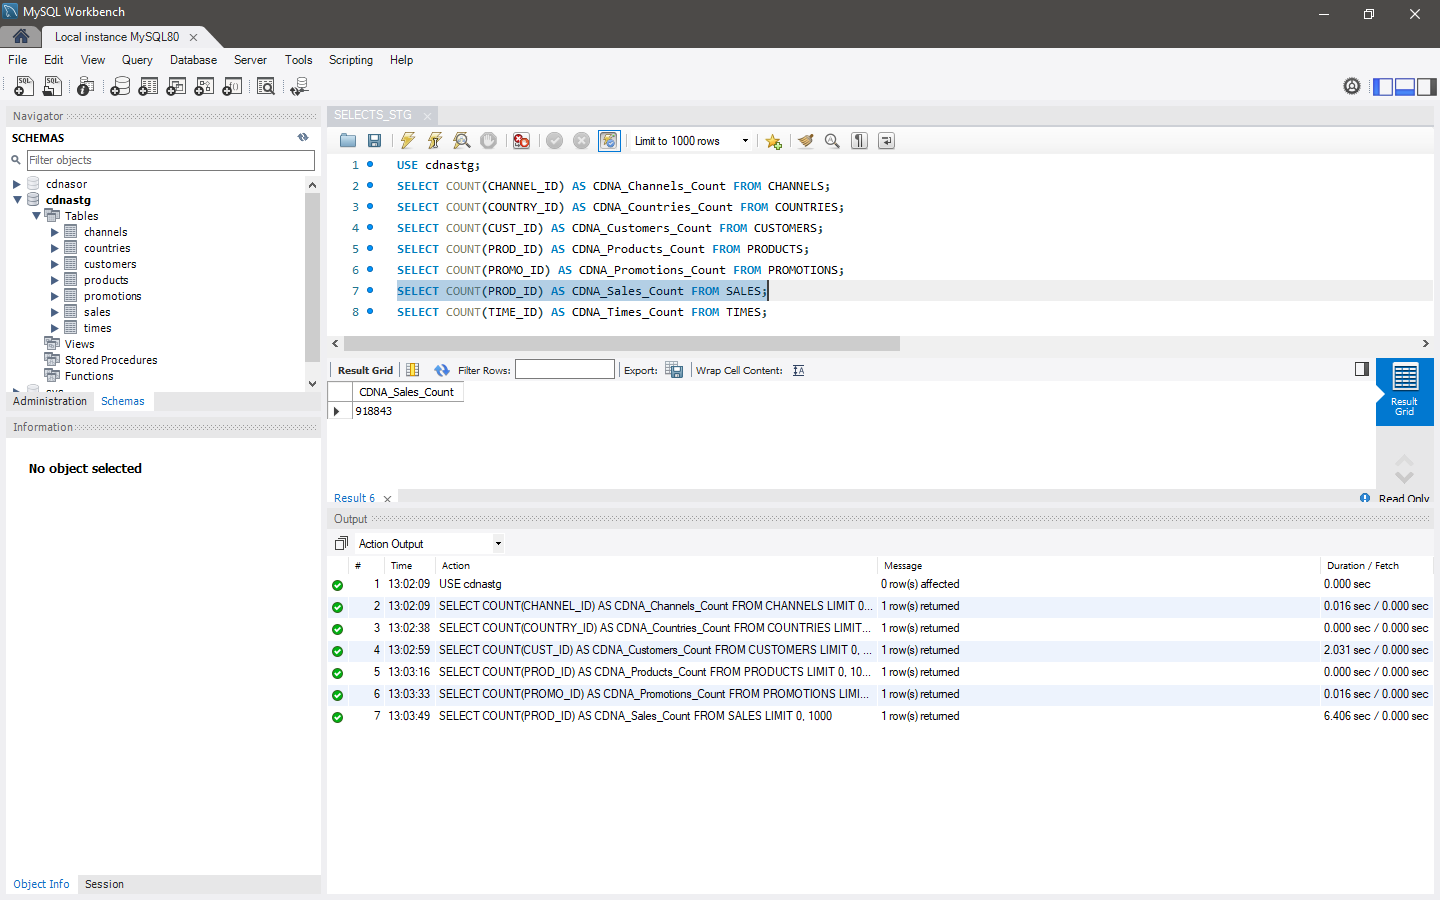 MySQL Workbench
Local instance MySQL80
File Edit View Query Database Server Tools Scripting Help
Navigator
SCHEMAS
Filter objects
cdnasor
cdnastg
Tables
channels
countries
customers
products
promotions
sales
times
Views
Stored Procedures
Functions
Administration Schemas
Information
No object selected
Object Info Session
SELECTS_STG
Limit to 1000 rows
1 USE cdnastg;
2 SELECT COUNT(CHANNEL_ID) AS CDNA_Channels_Count FROM CHANNELS;
3 SELECT COUNT(COUNTRY_ID) AS CDNA_Countries_Count FROM COUNTRIES;
4 SELECT COUNT(CUST_ID) AS CDNA_Customers_Count FROM CUSTOMERS;
5 SELECT COUNT(PROD_ID) AS CDNA_Products_Count FROM PRODUCTS;
6 SELECT COUNT(PROMO_ID) AS CDNA_Promotions_Count FROM PROMOTIONS;
7 SELECT COUNT(PROD_ID) AS CDNA_Sales_Count FROM SALES;
8 SELECT COUNT(TIME_ID) AS CDNA_Times_Count FROM TIMES;
Result Grid Filter Rows: Export: Wrap Cell Content:
CDNA_Sales_Count
918843
Result Grid
Result 6
Read Only
Output
Action Output
# Time Action Message Duration / Fetch
1 13:02:09 USE cdnastg 0 row(s) affected 0.000 sec
2 13:02:09 SELECT COUNT(CHANNEL_ID) AS CDNA_Channels_Count FROM CHANNELS LIMIT 0... 1 row(s) returned 0.016 sec / 0.000 sec
3 13:02:38 SELECT COUNT(COUNTRY_ID) AS CDNA_Countries_Count FROM COUNTRIES LIMIT... 1 row(s) returned 0.000 sec / 0.000 sec
4 13:02:59 SELECT COUNT(CUST_ID) AS CDNA_Customers_Count FROM CUSTOMERS LIMIT 0, ... 1 row(s) returned 2.031 sec / 0.000 sec
5 13:03:16 SELECT COUNT(PROD_ID) AS CDNA_Products_Count FROM PRODUCTS LIMIT 0, 10... 1 row(s) returned 0.000 sec / 0.000 sec
6 13:03:33 SELECT COUNT(PROMO_ID) AS CDNA_Promotions_Count FROM PROMOTIONS LIMI... 1 row(s) returned 0.016 sec / 0.000 sec
7 13:03:49 SELECT COUNT(PROD_ID) AS CDNA_Sales_Count FROM SALES LIMIT 0, 1000 1 row(s) returned 6.406 sec / 0.000 sec